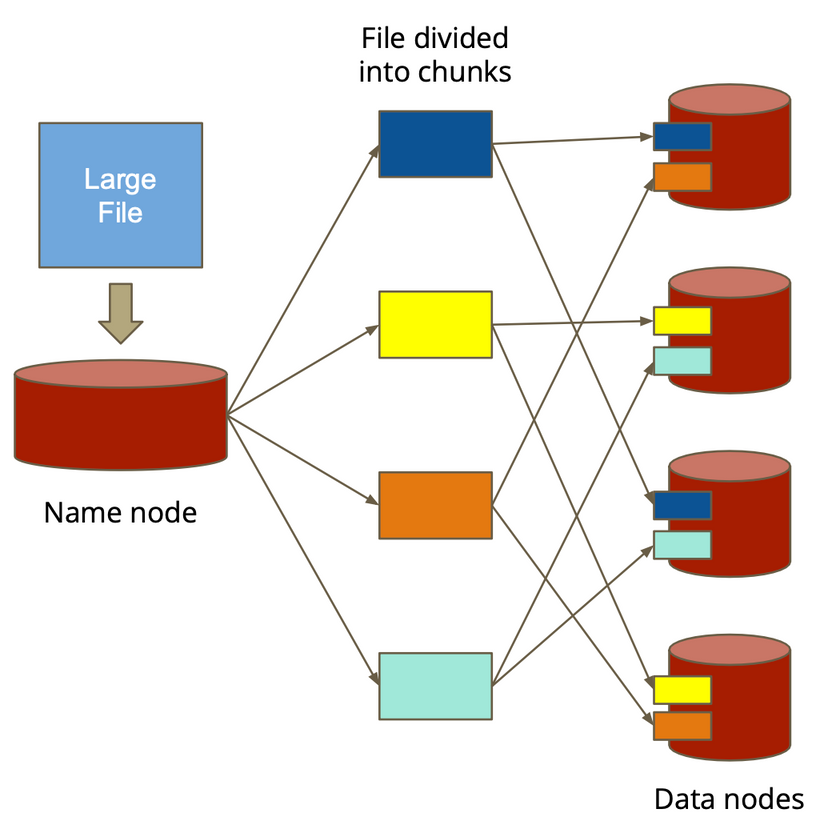 File divided
into chunks
Large
File
Name node
Data nodes